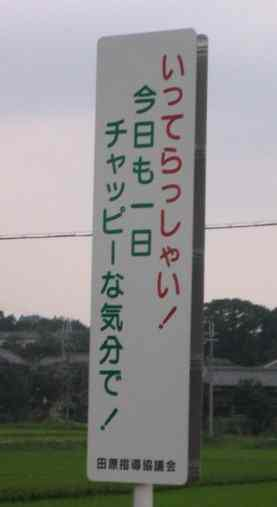 いってらっしゃい！
今日も一日
チャッピーな気分で！
田原指導協議会